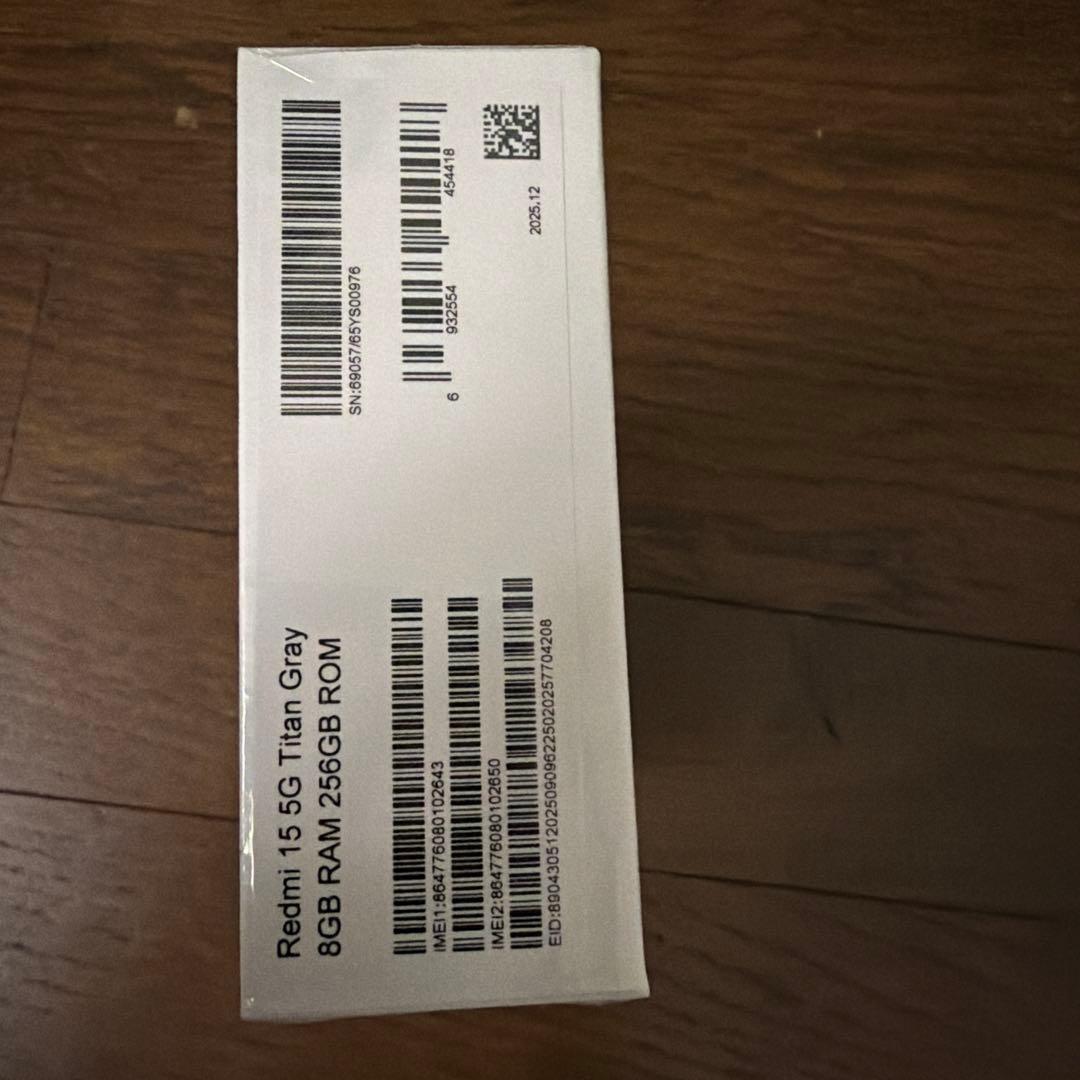 Redmi 15 5G Titan Gray
8GB RAM 256GB ROM
IMEI1:864776080102643
IMEI2:864776080102650
EID:89043051202509096225020257704208
SN:69057/65YS00976
6 932554 454418
2025.12